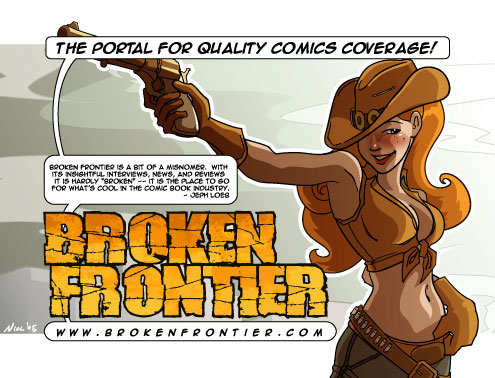 THE PORTAL FOR QUALITY COMICS COVERAGE!
BROKEN FRONTIER IS A BIT OF A MISNOMER. WITH
ITS INSIGHTFUL INTERVIEWS, NEWS, AND REVIEWS
IT IS HARDLY "BROKEN" -- IT IS THE PLACE TO GO
FOR WHAT'S COOL IN THE COMIC BOOK INDUSTRY.
- JEPH LOEB
BROKEN
FRONTIER
WWW.BROKENFRONTIER.COM